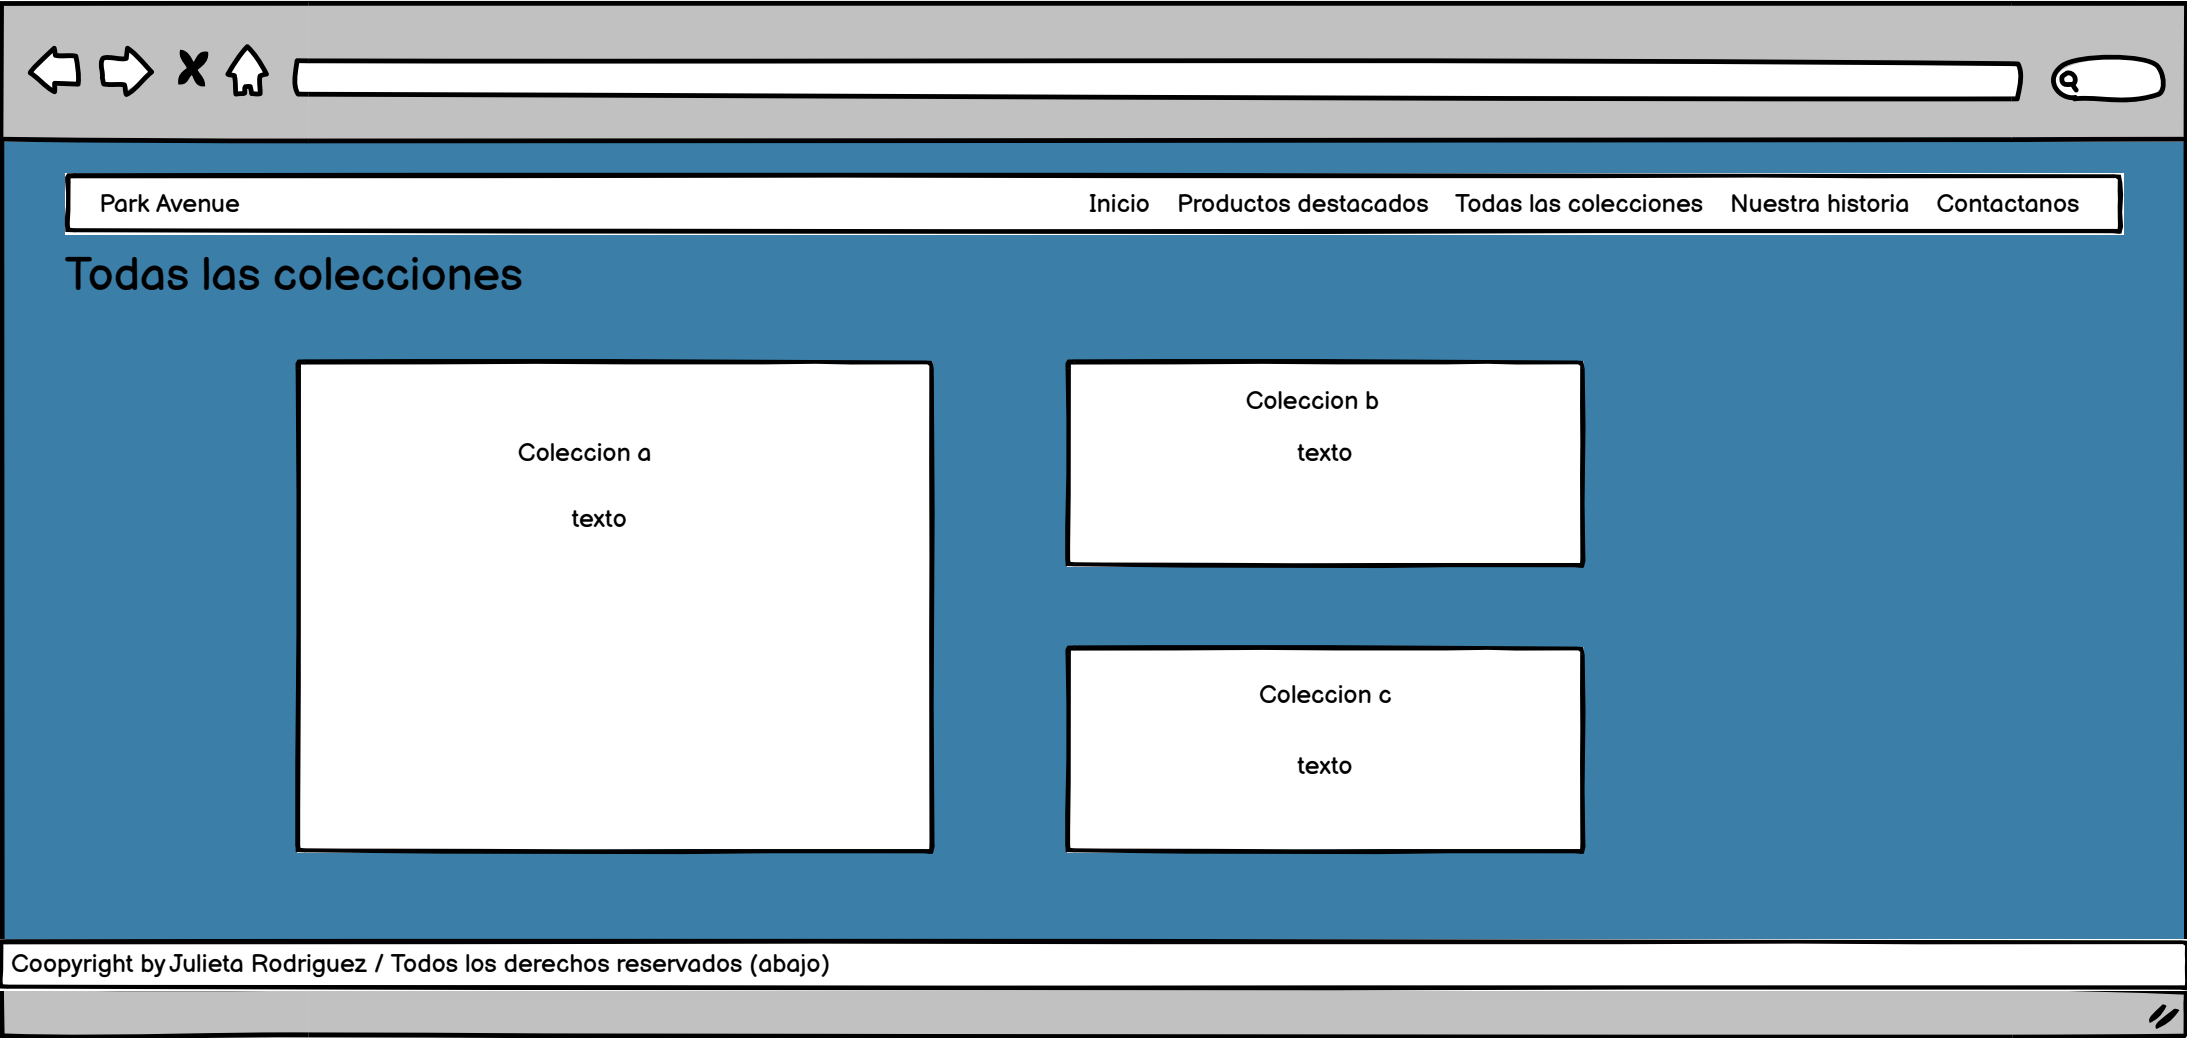 Park Avenue Inicio Productos destacados Todas las colecciones Nuestra historia Contactanos
Todas las colecciones
Coleccion a
texto
Coleccion b
texto
Coleccion c
texto
Coopyright by Julieta Rodriguez / Todos los derechos reservados (abajo)